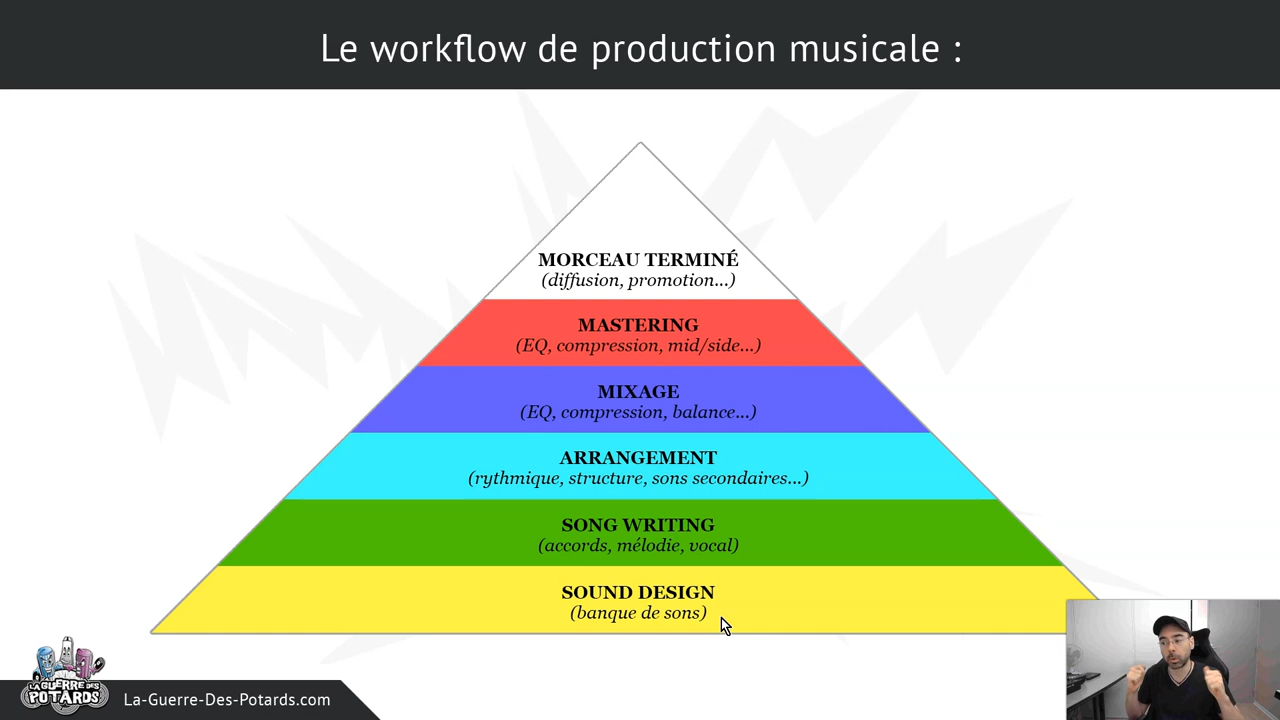 Le workflow de production musicale :
MORCEAU TERMINÉ
(diffusion, promotion...)
MASTERING
(EQ, compression, mid/side...)
MIXAGE
(EQ, compression, balance...)
ARRANGEMENT
(rythmique, structure, sons secondaires...)
SONG WRITING
(accords, mélodie, vocal)
SOUND DESIGN
(banque de sons)
LA GUERRE DES
POTARDS
La-Guerre-Des-Potards.com